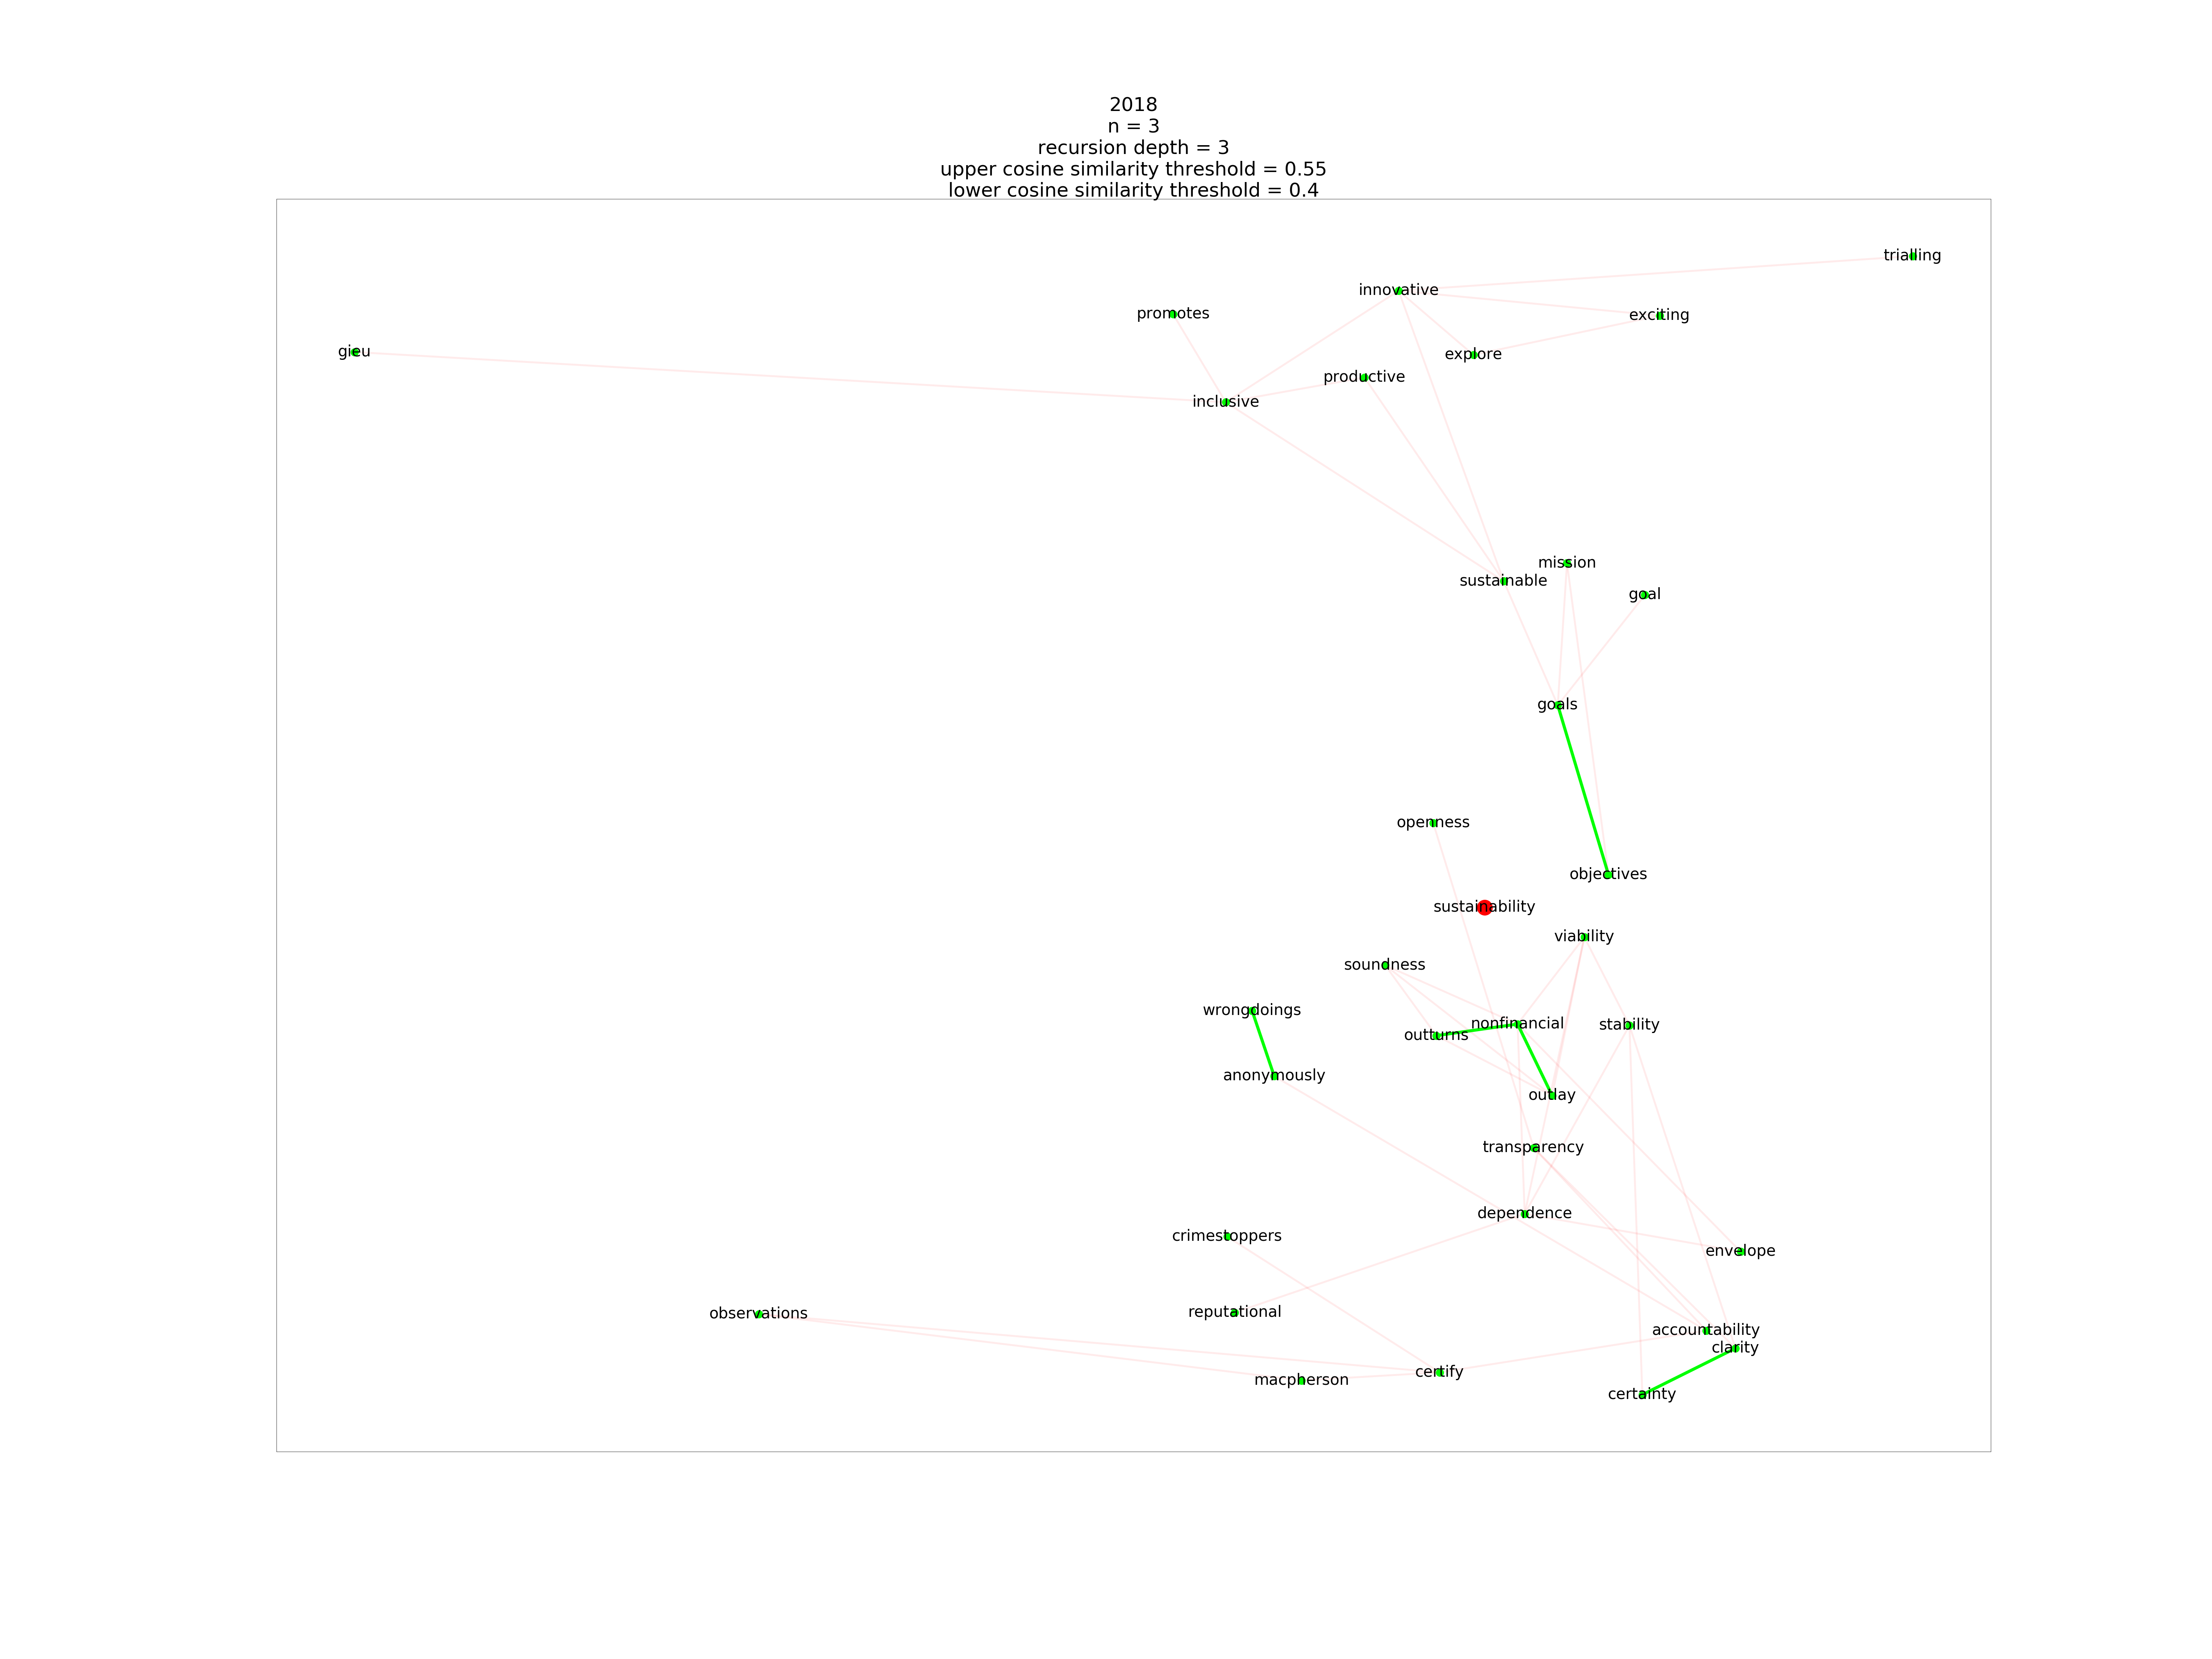 2018
n = 3
recursion depth = 3
upper cosine similarity threshold = 0.55
lower cosine similarity threshold = 0.4
trialling
innovative
promotes
exciting
gieu
explore
productive
inclusive
mission
sustainable
goal
goals
openness
objectives
sustainability
viability
soundness
wrongdoings
nonfinancial
stability
outturns
anonymously
outlay
transparency
dependence
crimestoppers
envelope
reputational
observations
accountability
clarity
certify
macpherson
certainty